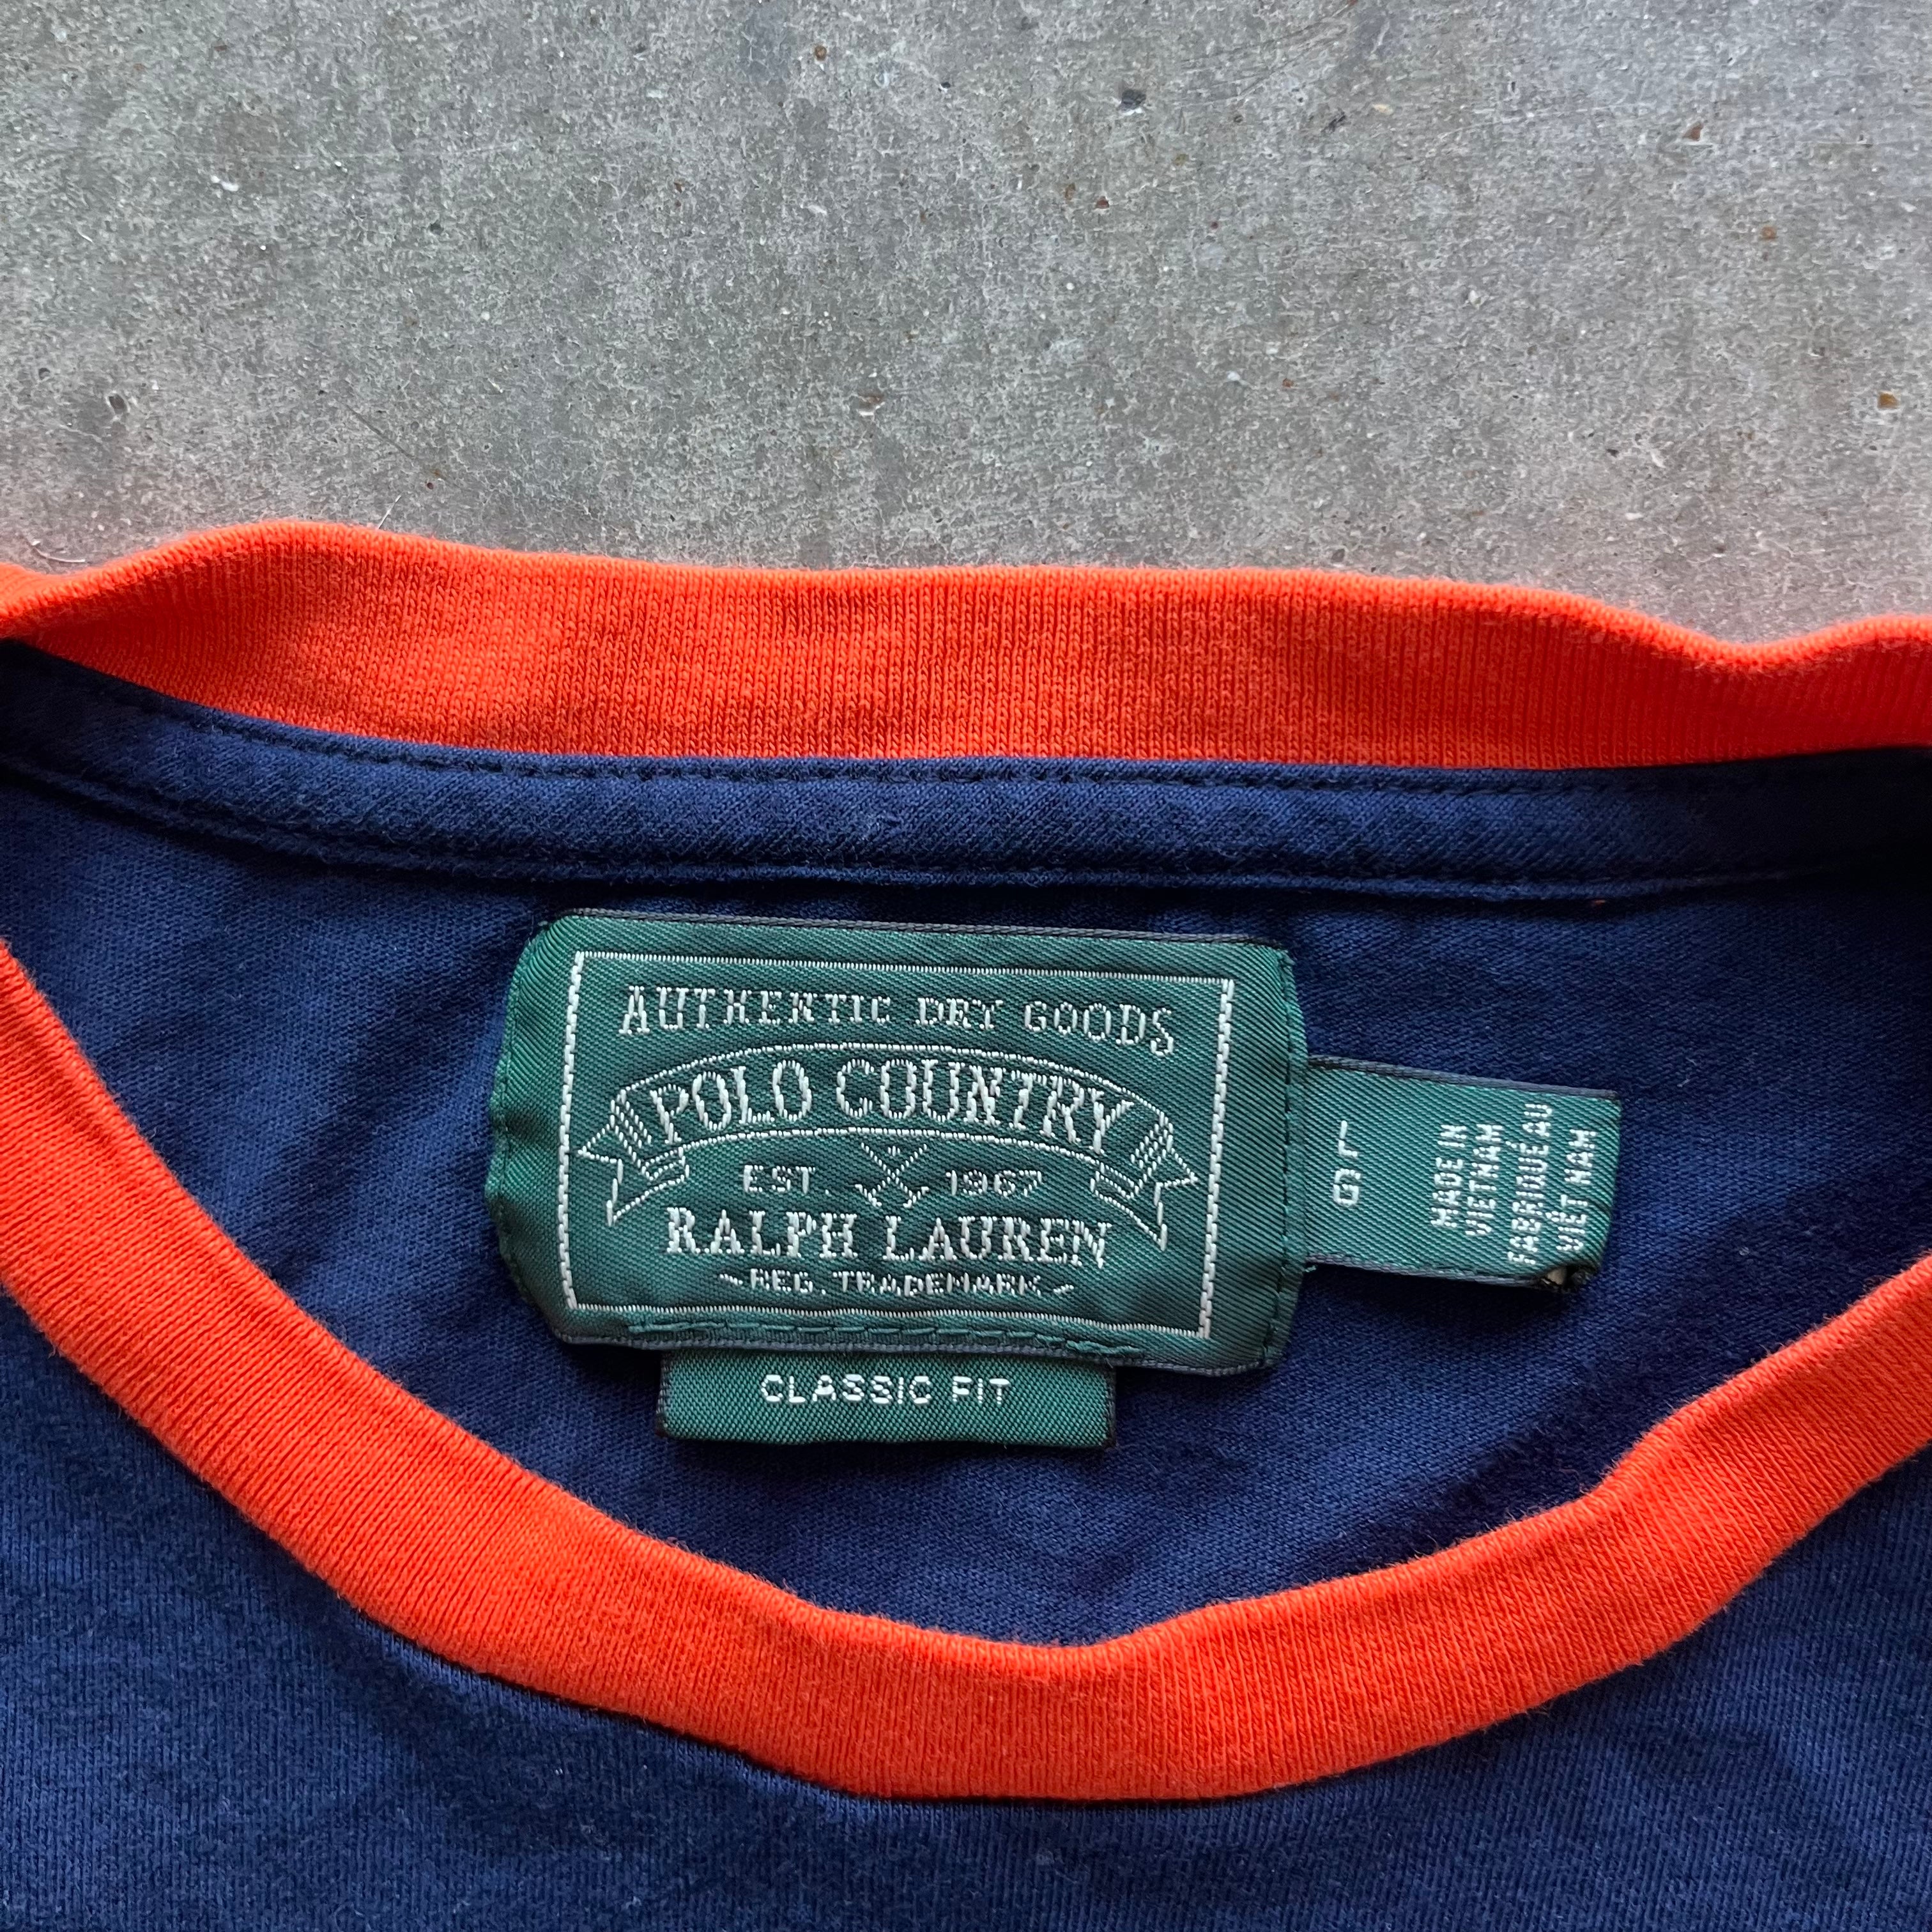 AUTHENTIC DRY GOODS
POLO COUNTRY
EST. 1967
RALPH LAUREN
REG. TRADEMARK
CLASSIC FIT
L
G
MADE IN
VIETNAM
FABRIQUÉ AU
VIÊT NAM